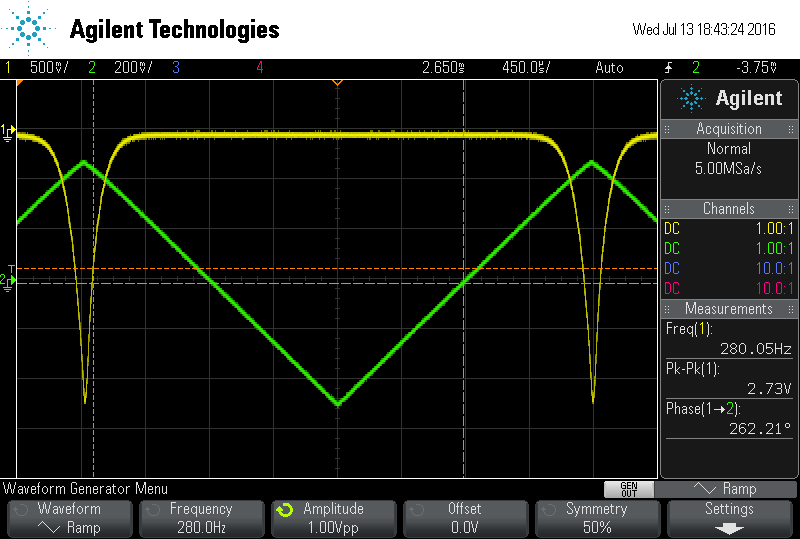 Agilent Technologies
Wed Jul 13 18:43:24 2016
1 500mV/ 2 200mV/ 3 4 2.650ms 450.0us/ Auto 2 -3.75mV
Agilent
Acquisition
Normal
5.00MSa/s
Channels
DC 1.00:1
DC 1.00:1
DC 10.0:1
DC 10.0:1
Measurements
Freq(1):
280.05Hz
Pk-Pk(1):
2.73V
Phase(1→2):
262.21°
1
T
2
Waveform Generator Menu
GEN OUT
Ramp
Waveform
Ramp
Frequency
280.0Hz
Amplitude
1.00Vpp
Offset
0.0V
Symmetry
50%
Settings